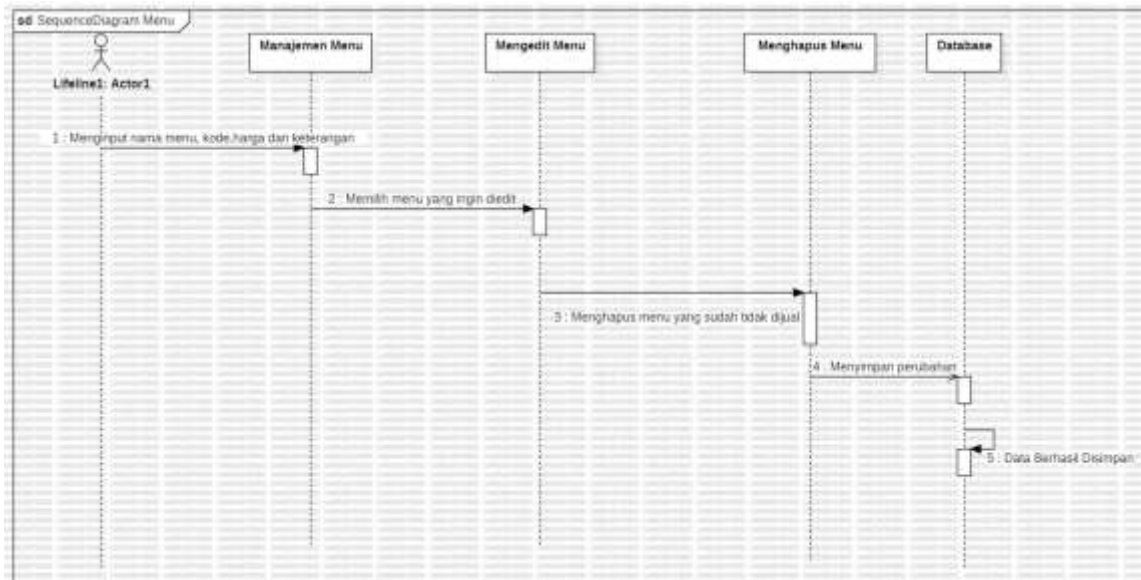 sd SequenceDiagram Menu
Manajemen Menu
Mengedit Menu
Menghapus Menu
Database
Lifeline1: Actor1
1 : Menginput nama menu, kode,harga dan keterangan
2 : Memilih menu yang ingin diedit
3 : Menghapus menu yang sudah tidak dijual
4 : Menyimpan perubahan
5 : Data Berhasil Disimpan